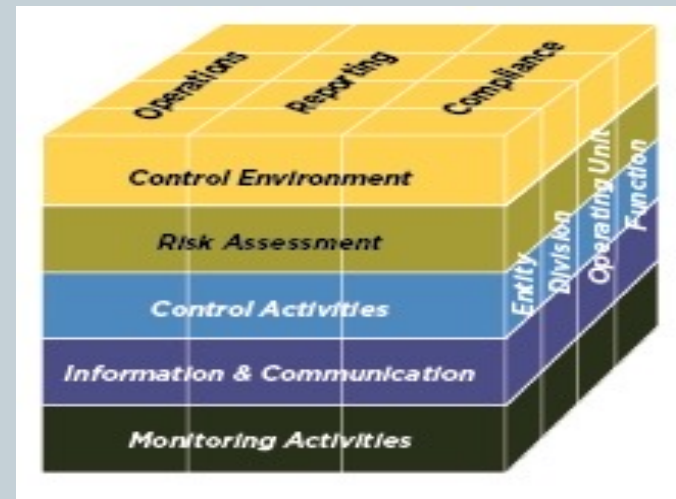 Operations
Reporting
Compliance
Control Environment
Risk Assessment
Control Activities
Information & Communication
Monitoring Activities
Entity
Division
Operating Unit
Function